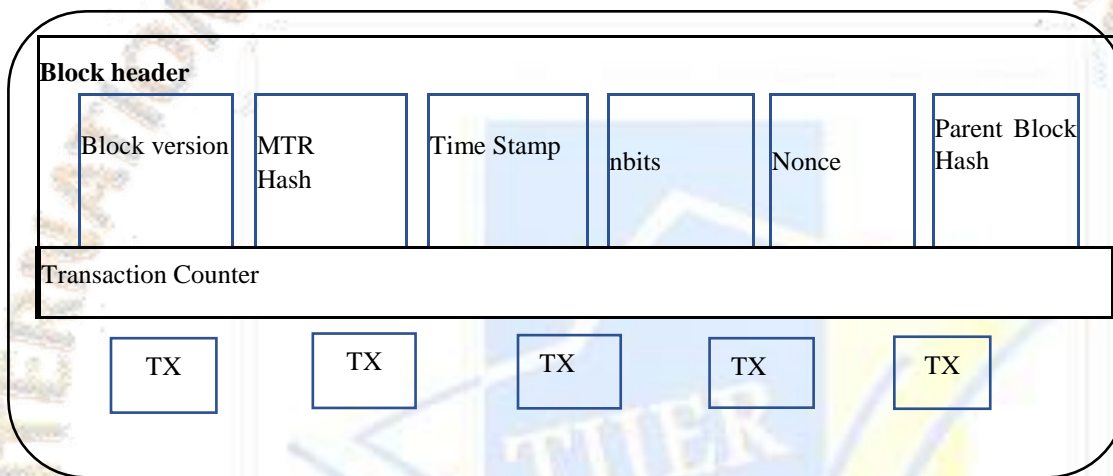 Block header
Block version
MTR
Hash
Time Stamp
nbits
Nonce
Parent Block
Hash
Transaction Counter
TX
TX
TX
TX
TX
TIJER